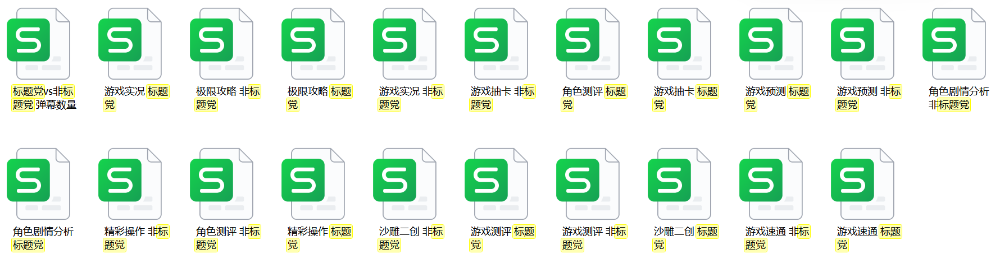 标题党vs非标
题党 弹幕数量
游戏实况 标题
党
极限攻略 非标
题党
极限攻略 标题
党
游戏实况 非标
题党
游戏抽卡 非标
题党
角色测评 标题
党
游戏抽卡 标题
党
游戏预测 标题
党
游戏预测 非标
题党
角色剧情分析
非标题党
角色剧情分析
标题党
精彩操作 非标
题党
角色测评 非标
题党
精彩操作 标题
党
沙雕二创 非标
题党
游戏测评 标题
党
游戏测评 非标
题党
沙雕二创 标题
党
游戏速通 非标
题党
游戏速通 标题
党